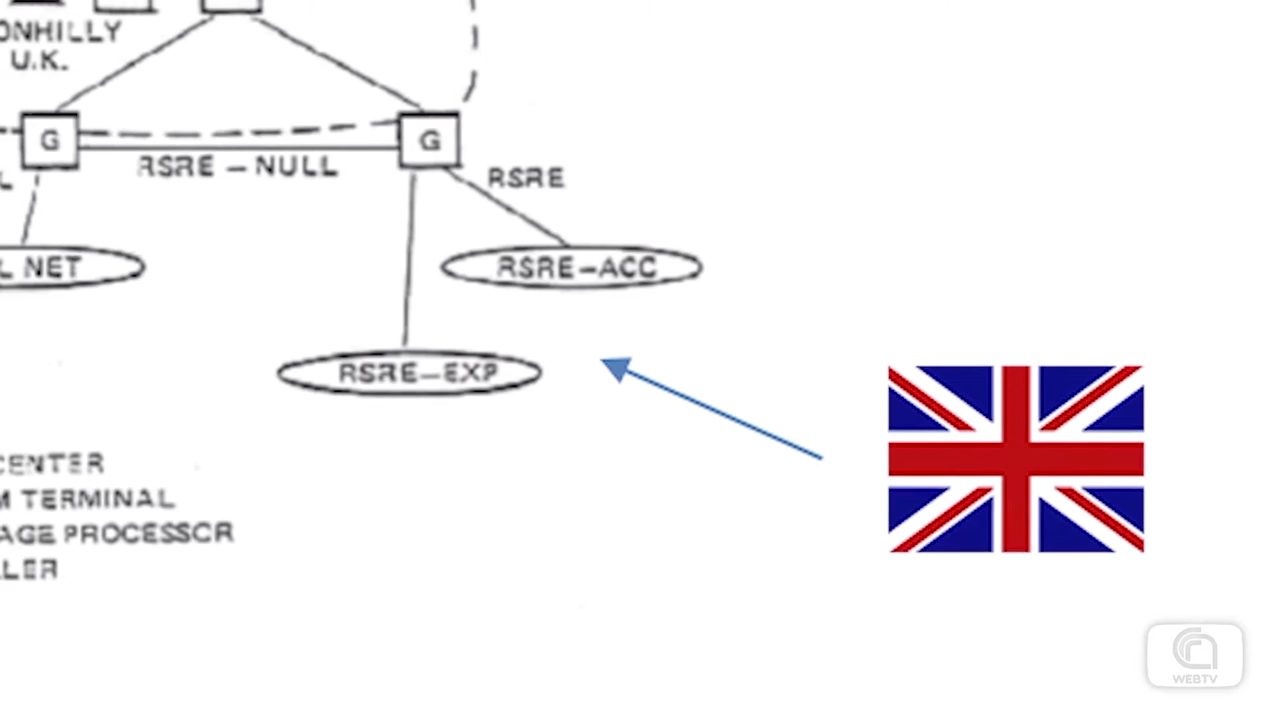 ONHILLY
U.K.
G
G
RSRE – NULL
RSRE
L
L NET
RSRE–ACC
RSRE–EXP
CENTER
M TERMINAL
AGE PROCESSOR
LER
WEBTV